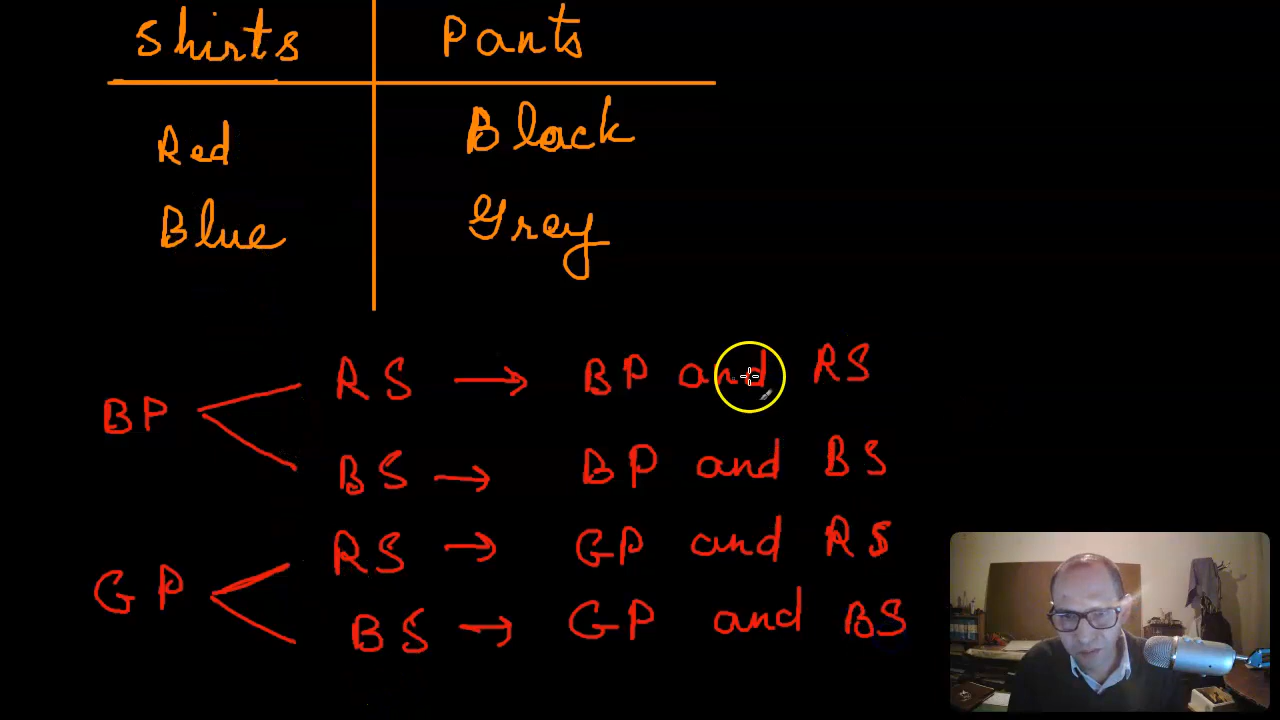 Shirts Pants
Red Black
Blue Grey
BP RS → BP and RS
BS → BP and BS
GP RS → GP and RS
BS → GP and BS